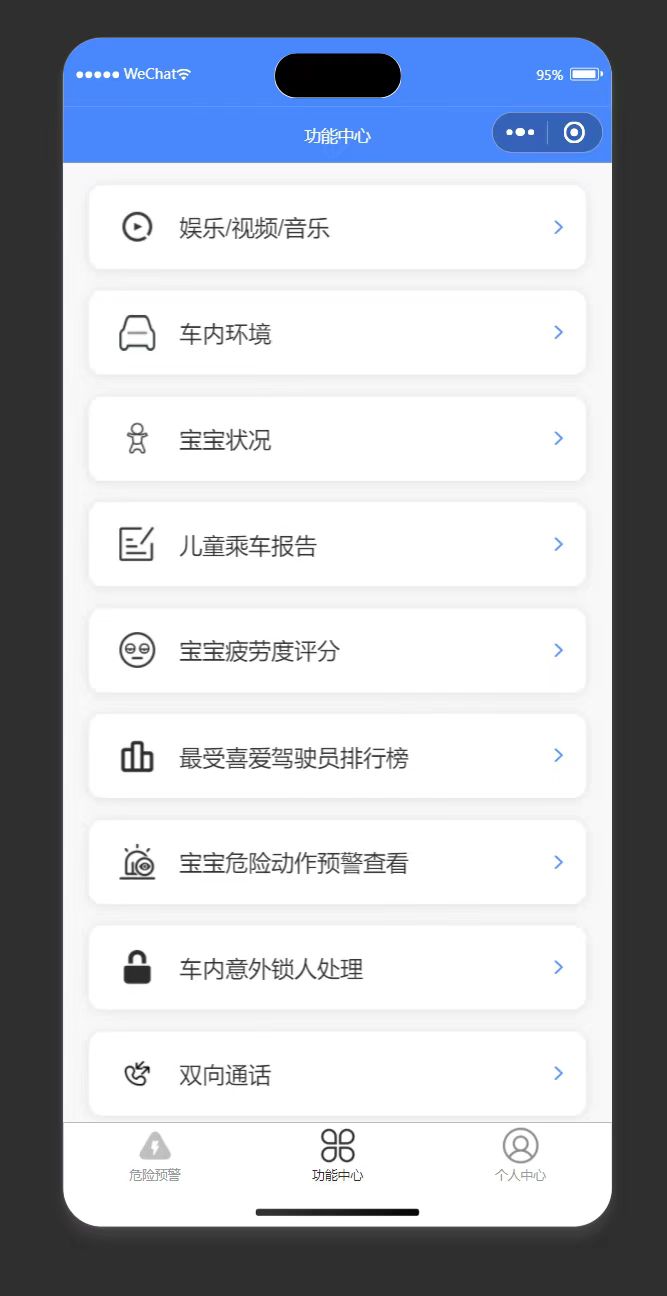 WeChat
95%
功能中心
娱乐/视频/音乐
车内环境
宝宝状况
儿童乘车报告
宝宝疲劳度评分
最受喜爱驾驶员排行榜
宝宝危险动作预警查看
车内意外锁人处理
双向通话
危险预警
功能中心
个人中心